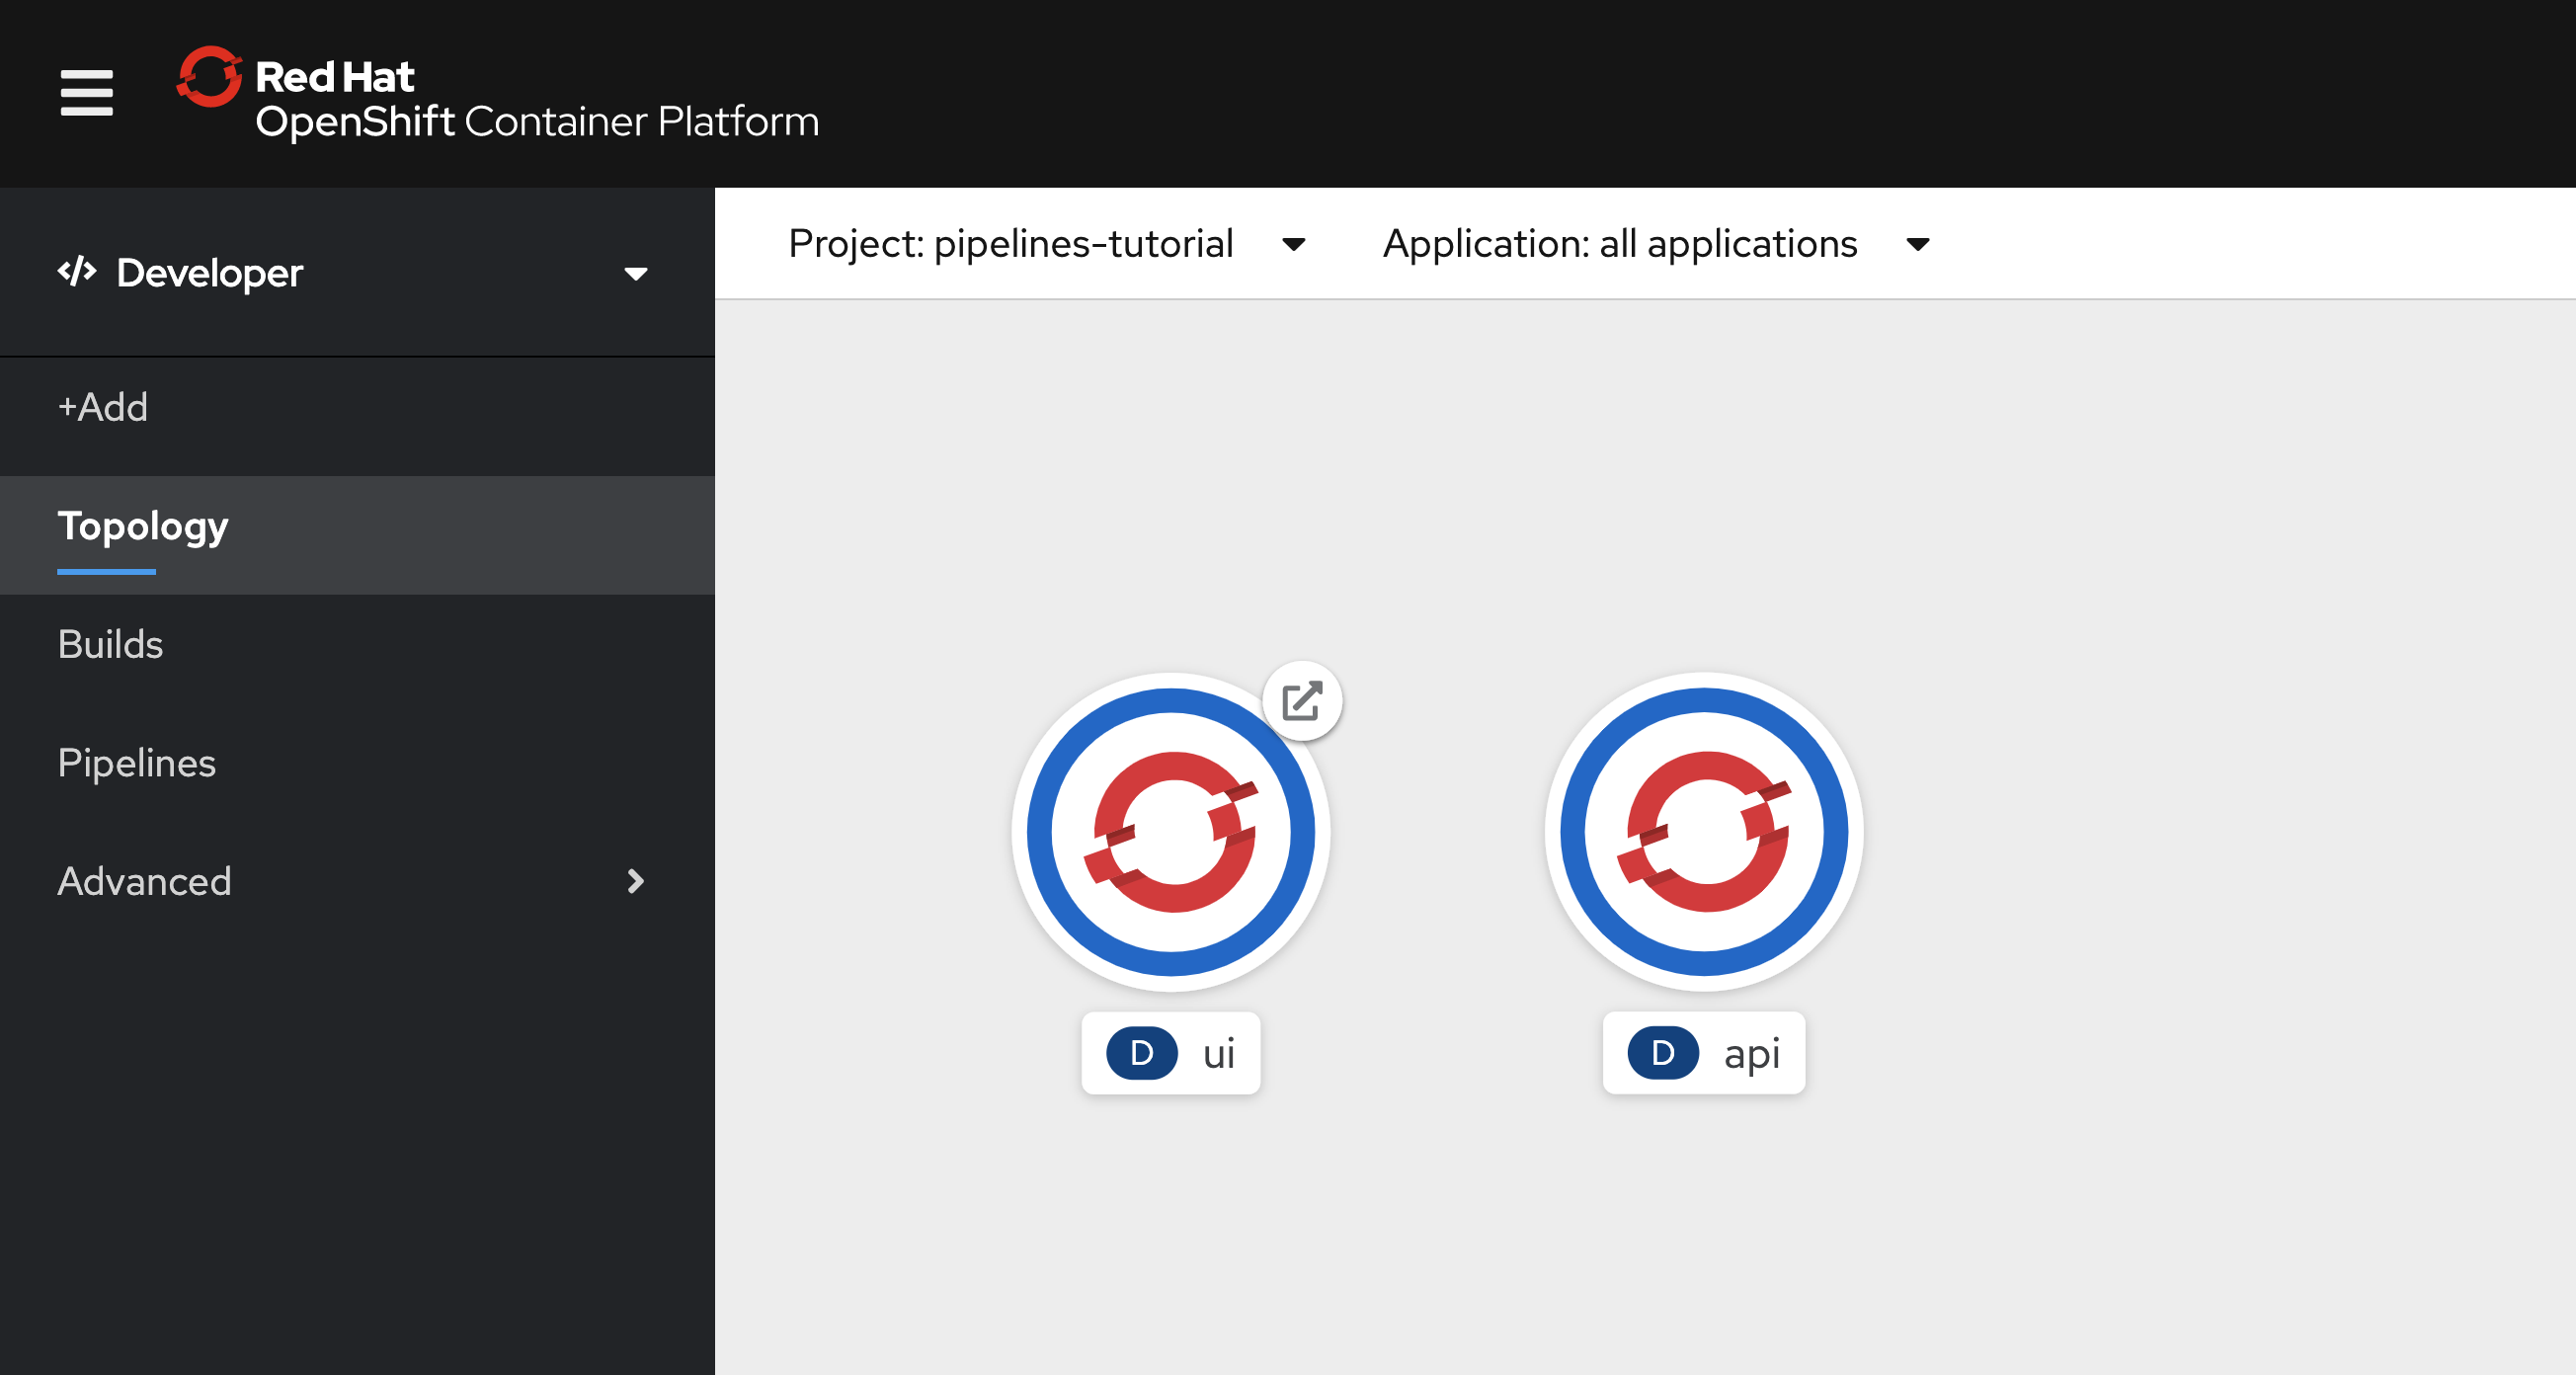 Red Hat
OpenShift Container Platform
Developer
Project: pipelines-tutorial
Application: all applications
+Add
Topology
Builds
Pipelines
Advanced
D ui
D api